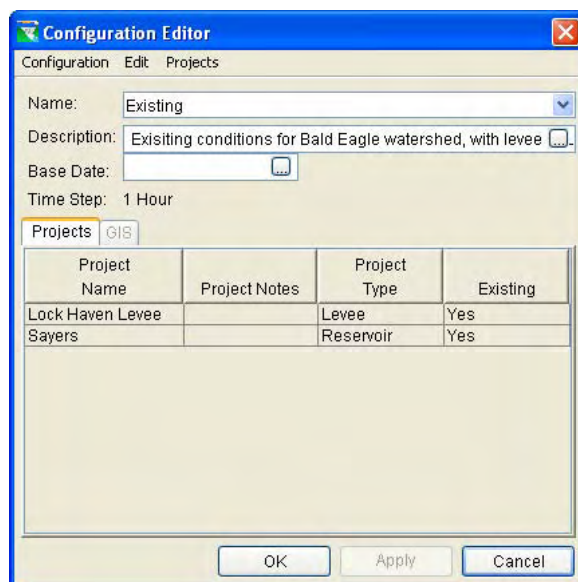 Configuration Editor
Configuration Edit Projects
Name: Existing
Description: Exisiting conditions for Bald Eagle watershed, with levee ...
Base Date: ...
Time Step: 1 Hour
Projects GIS
Project Name Project Notes Project Type Existing
Lock Haven Levee Levee Yes
Sayers Reservoir Yes
OK Apply Cancel